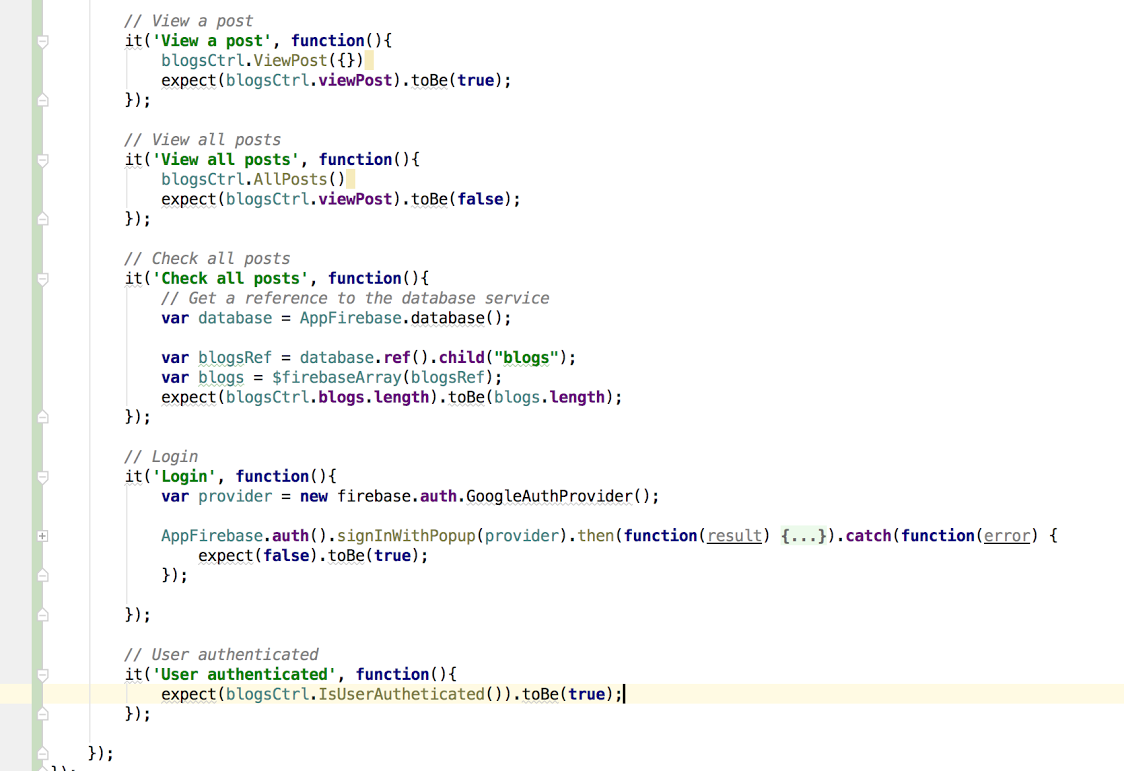 // View a post
it('View a post', function(){
blogsCtrl.ViewPost({})
expect(blogsCtrl.viewPost).toBe(true);
});
// View all posts
it('View all posts', function(){
blogsCtrl.AllPosts()
expect(blogsCtrl.viewPost).toBe(false);
});
// Check all posts
it('Check all posts', function(){
// Get a reference to the database service
var database = AppFirebase.database();
var blogsRef = database.ref().child("blogs");
var blogs = $firebaseArray(blogsRef);
expect(blogsCtrl.blogs.length).toBe(blogs.length);
});
// Login
it('Login', function(){
var provider = new firebase.auth.GoogleAuthProvider();
AppFirebase.auth().signInWithPopup(provider).then(function(result) {...}).catch(function(error) {
expect(false).toBe(true);
});
});
// User authenticated
it('User authenticated', function(){
expect(blogsCtrl.IsUserAutheticated()).toBe(true);
});
});
});